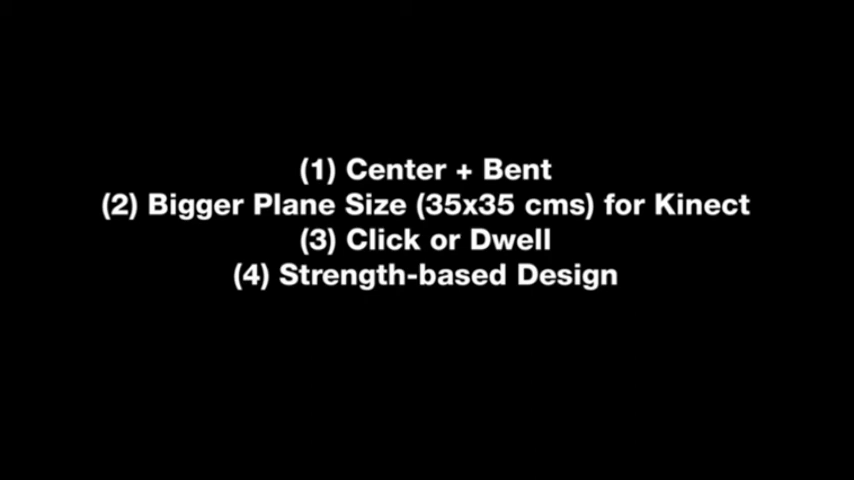 (1) Center + Bent
(2) Bigger Plane Size (35x35 cms) for Kinect
(3) Click or Dwell
(4) Strength-based Design